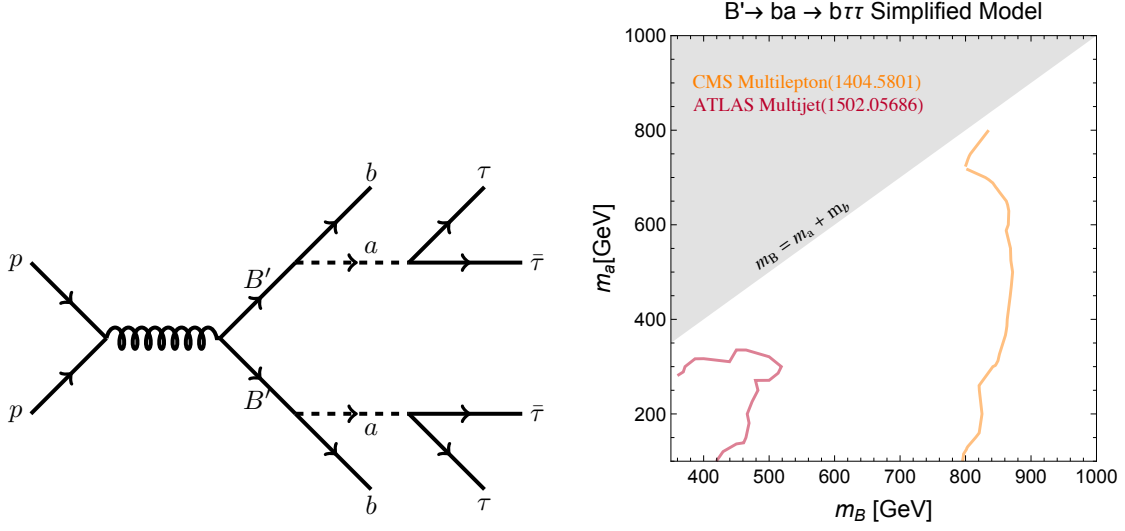 b
τ
a
τ̄
B′
p
p
B′
a
τ̄
b
τ
B'→ ba → bττ Simplified Model
CMS Multilepton(1404.5801)
ATLAS Multijet(1502.05686)
m_B = m_a + m_b
m_a[GeV]
1000
800
600
400
200
400 500 600 700 800 900 1000
m_B [GeV]